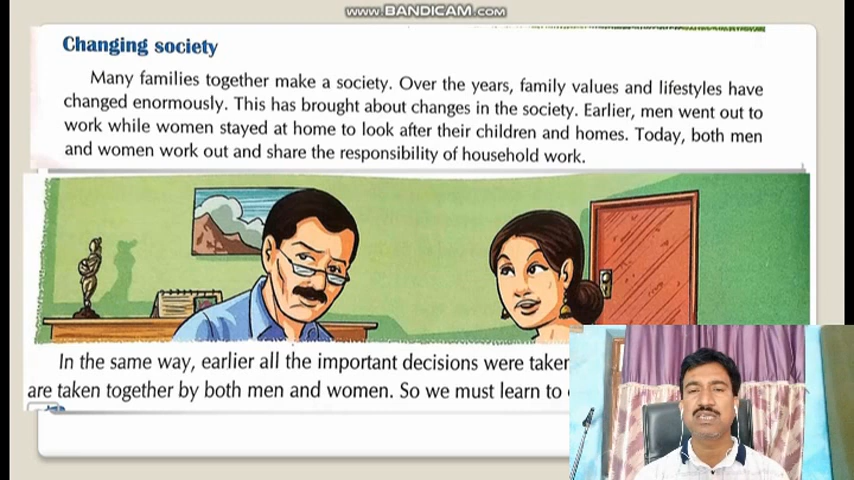 WWW.BANDICAM.COM
Changing society
Many families together make a society. Over the years, family values and lifestyles have
changed enormously. This has brought about changes in the society. Earlier, men went out to
work while women stayed at home to look after their children and homes. Today, both men
and women work out and share the responsibility of household work.
In the same way, earlier all the important decisions were taken
are taken together by both men and women. So we must learn to